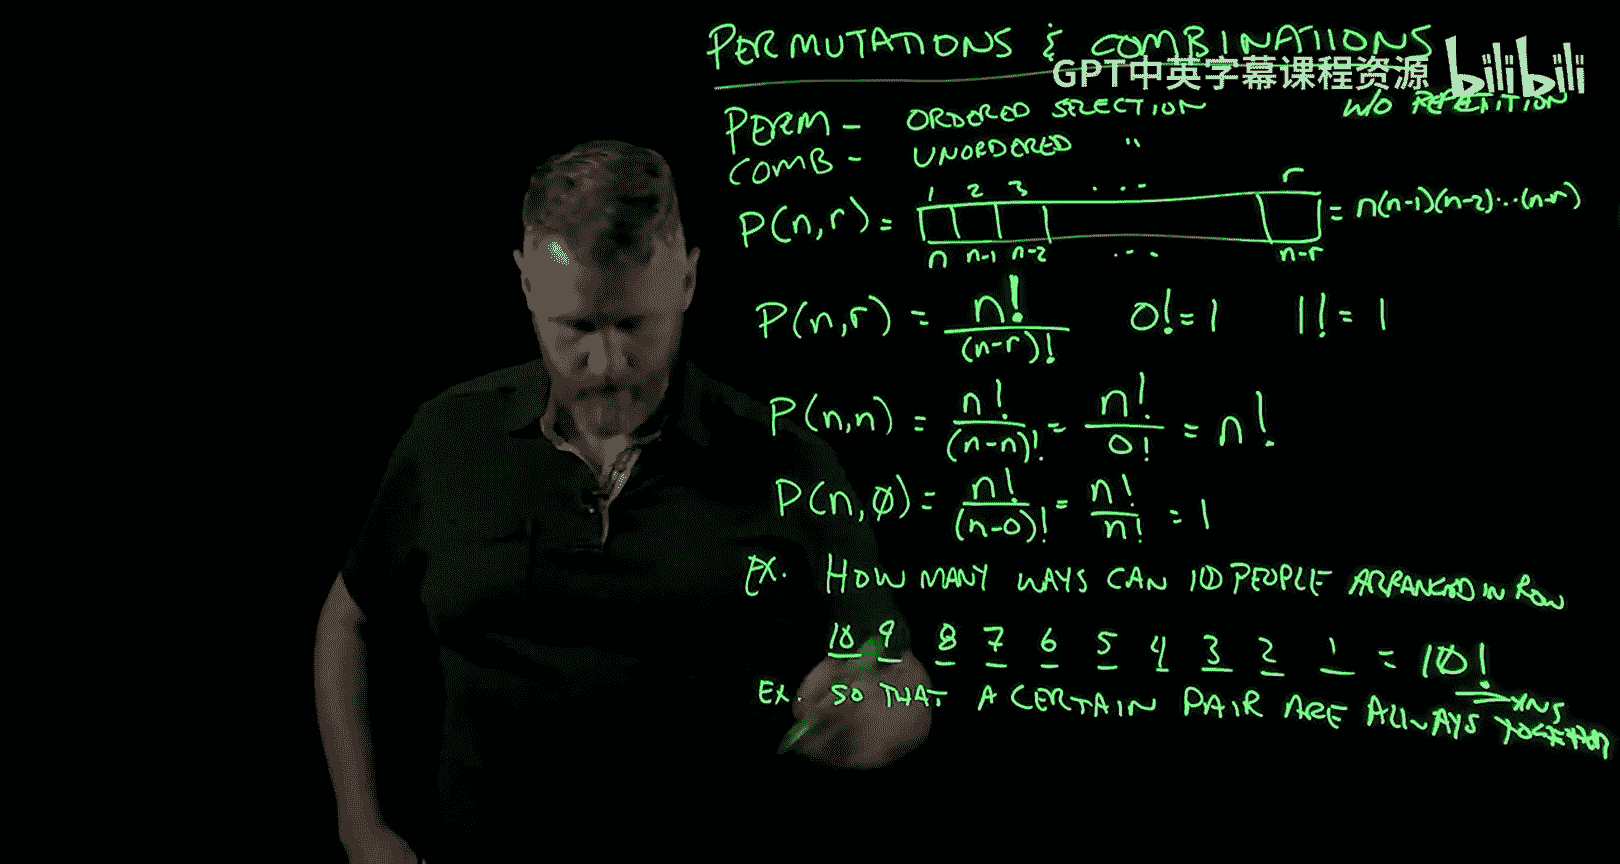 PERMUTATIONS & COMBINATIONS
GPT中英字幕课程资源 bilibili
W/O REPETITION
PERM - ORDERED SELECTION
COMB - UNORDERED "
1 2 3 ... r
P(n,r) = = n(n-1)(n-2)...(n-r)
n n-1 n-2 ... n-r
P(n,r) = n!/(n-r)! 0! = 1 1! = 1
P(n,n) = n!/(n-n)! = n!/0! = n!
P(n,0) = n!/(n-0)! = n!/n! = 1
EX. HOW MANY WAYS CAN 10 PEOPLE ARRANGED IN ROW
10 9 8 7 6 5 4 3 2 1 = 10!
EX. SO THAT A CERTAIN PAIR ARE ALWAYS TOGETHER